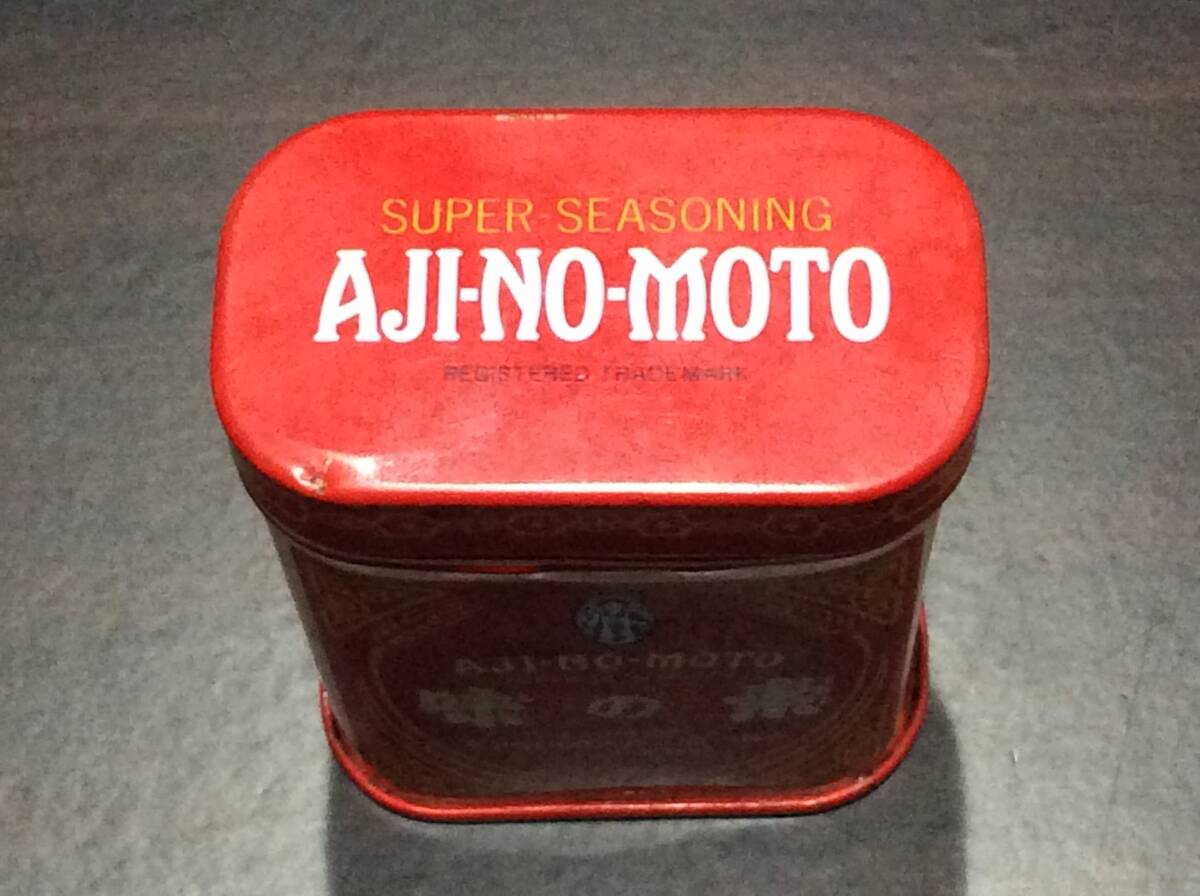 SUPER SEASONING
AJI-NO-MOTO
REGISTERED TRADEMARK
AJI-NO-MOTO
味の素